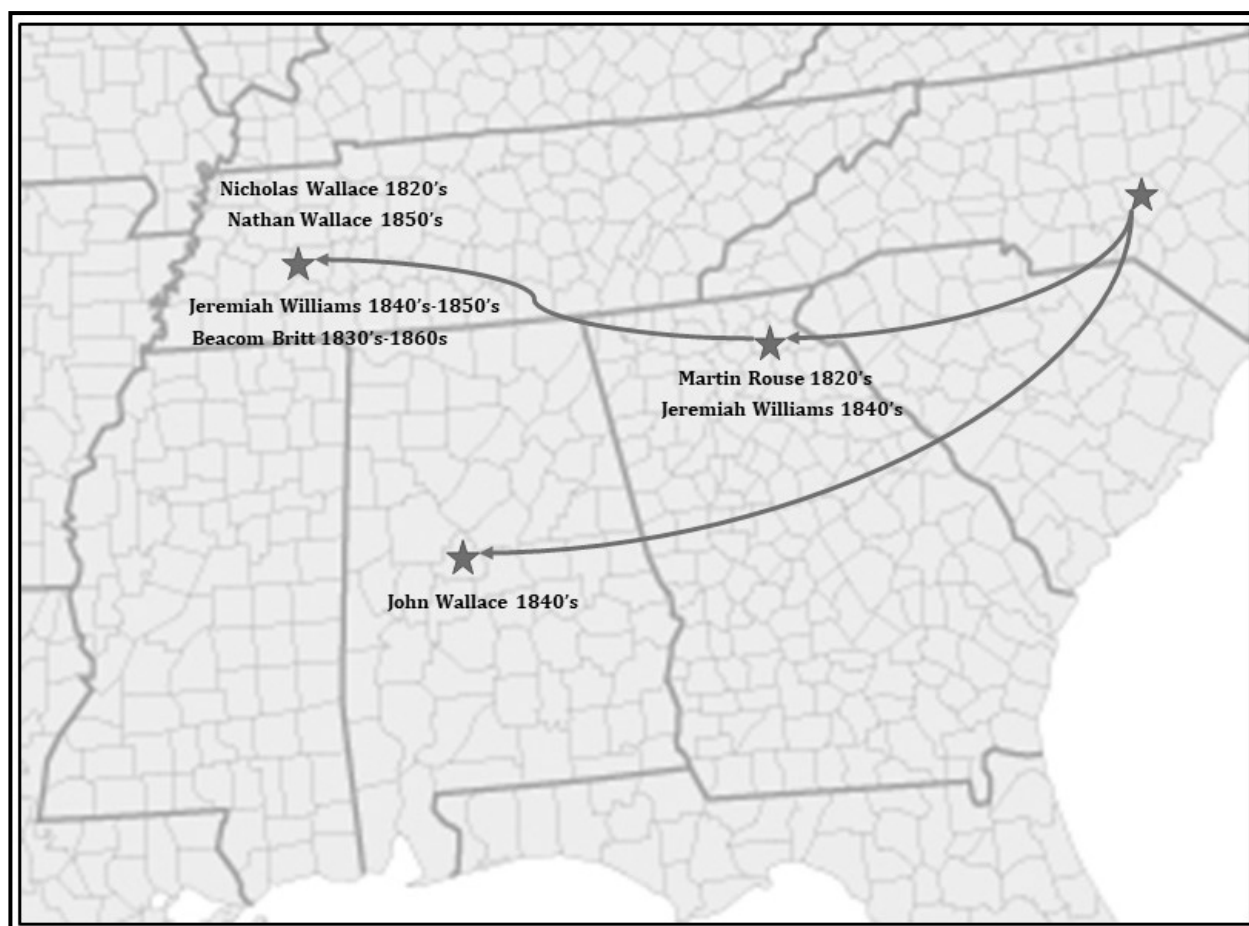 Nicholas Wallace 1820's
Nathan Wallace 1850's
Jeremiah Williams 1840's-1850's
Beacom Britt 1830's-1860s
Martin Rouse 1820's
Jeremiah Williams 1840's
John Wallace 1840's